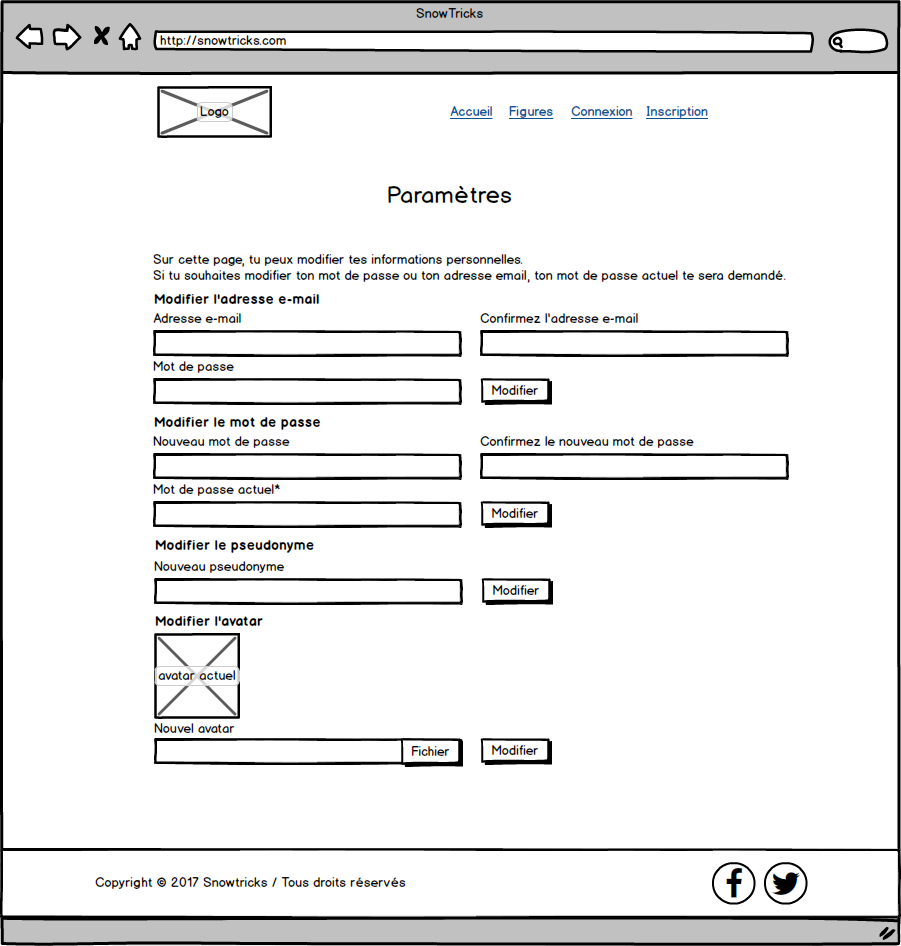 SnowTricks
http://snowtricks.com
Logo
Accueil Figures Connexion Inscription
Paramètres
Sur cette page, tu peux modifier tes informations personnelles.
Si tu souhaites modifier ton mot de passe ou ton adresse email, ton mot de passe actuel te sera demandé.
Modifier l'adresse e-mail
Adresse e-mail Confirmez l'adresse e-mail
Mot de passe
Modifier
Modifier le mot de passe
Nouveau mot de passe Confirmez le nouveau mot de passe
Mot de passe actuel*
Modifier
Modifier le pseudonyme
Nouveau pseudonyme
Modifier
Modifier l'avatar
avatar actuel
Nouvel avatar
Fichier Modifier
Copyright © 2017 Snowtricks / Tous droits réservés